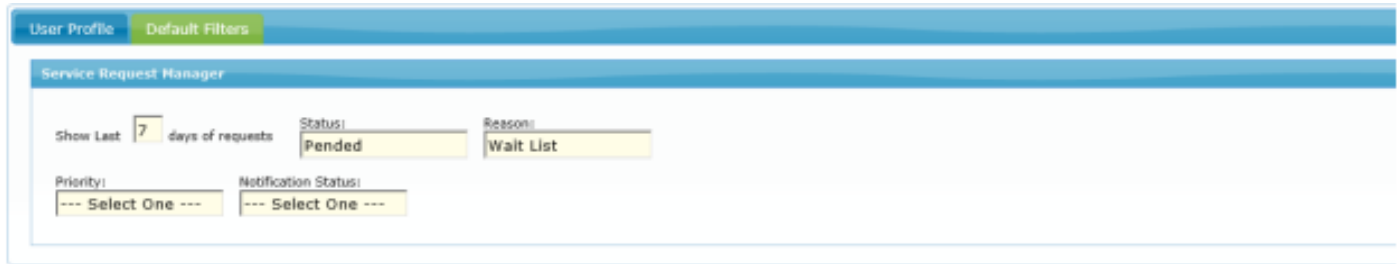 User Profile Default Filters
Service Request Manager
Show Last 7 days of requests
Status:
Pended
Reason:
Wait List
Priority:
--- Select One ---
Notification Status:
--- Select One ---